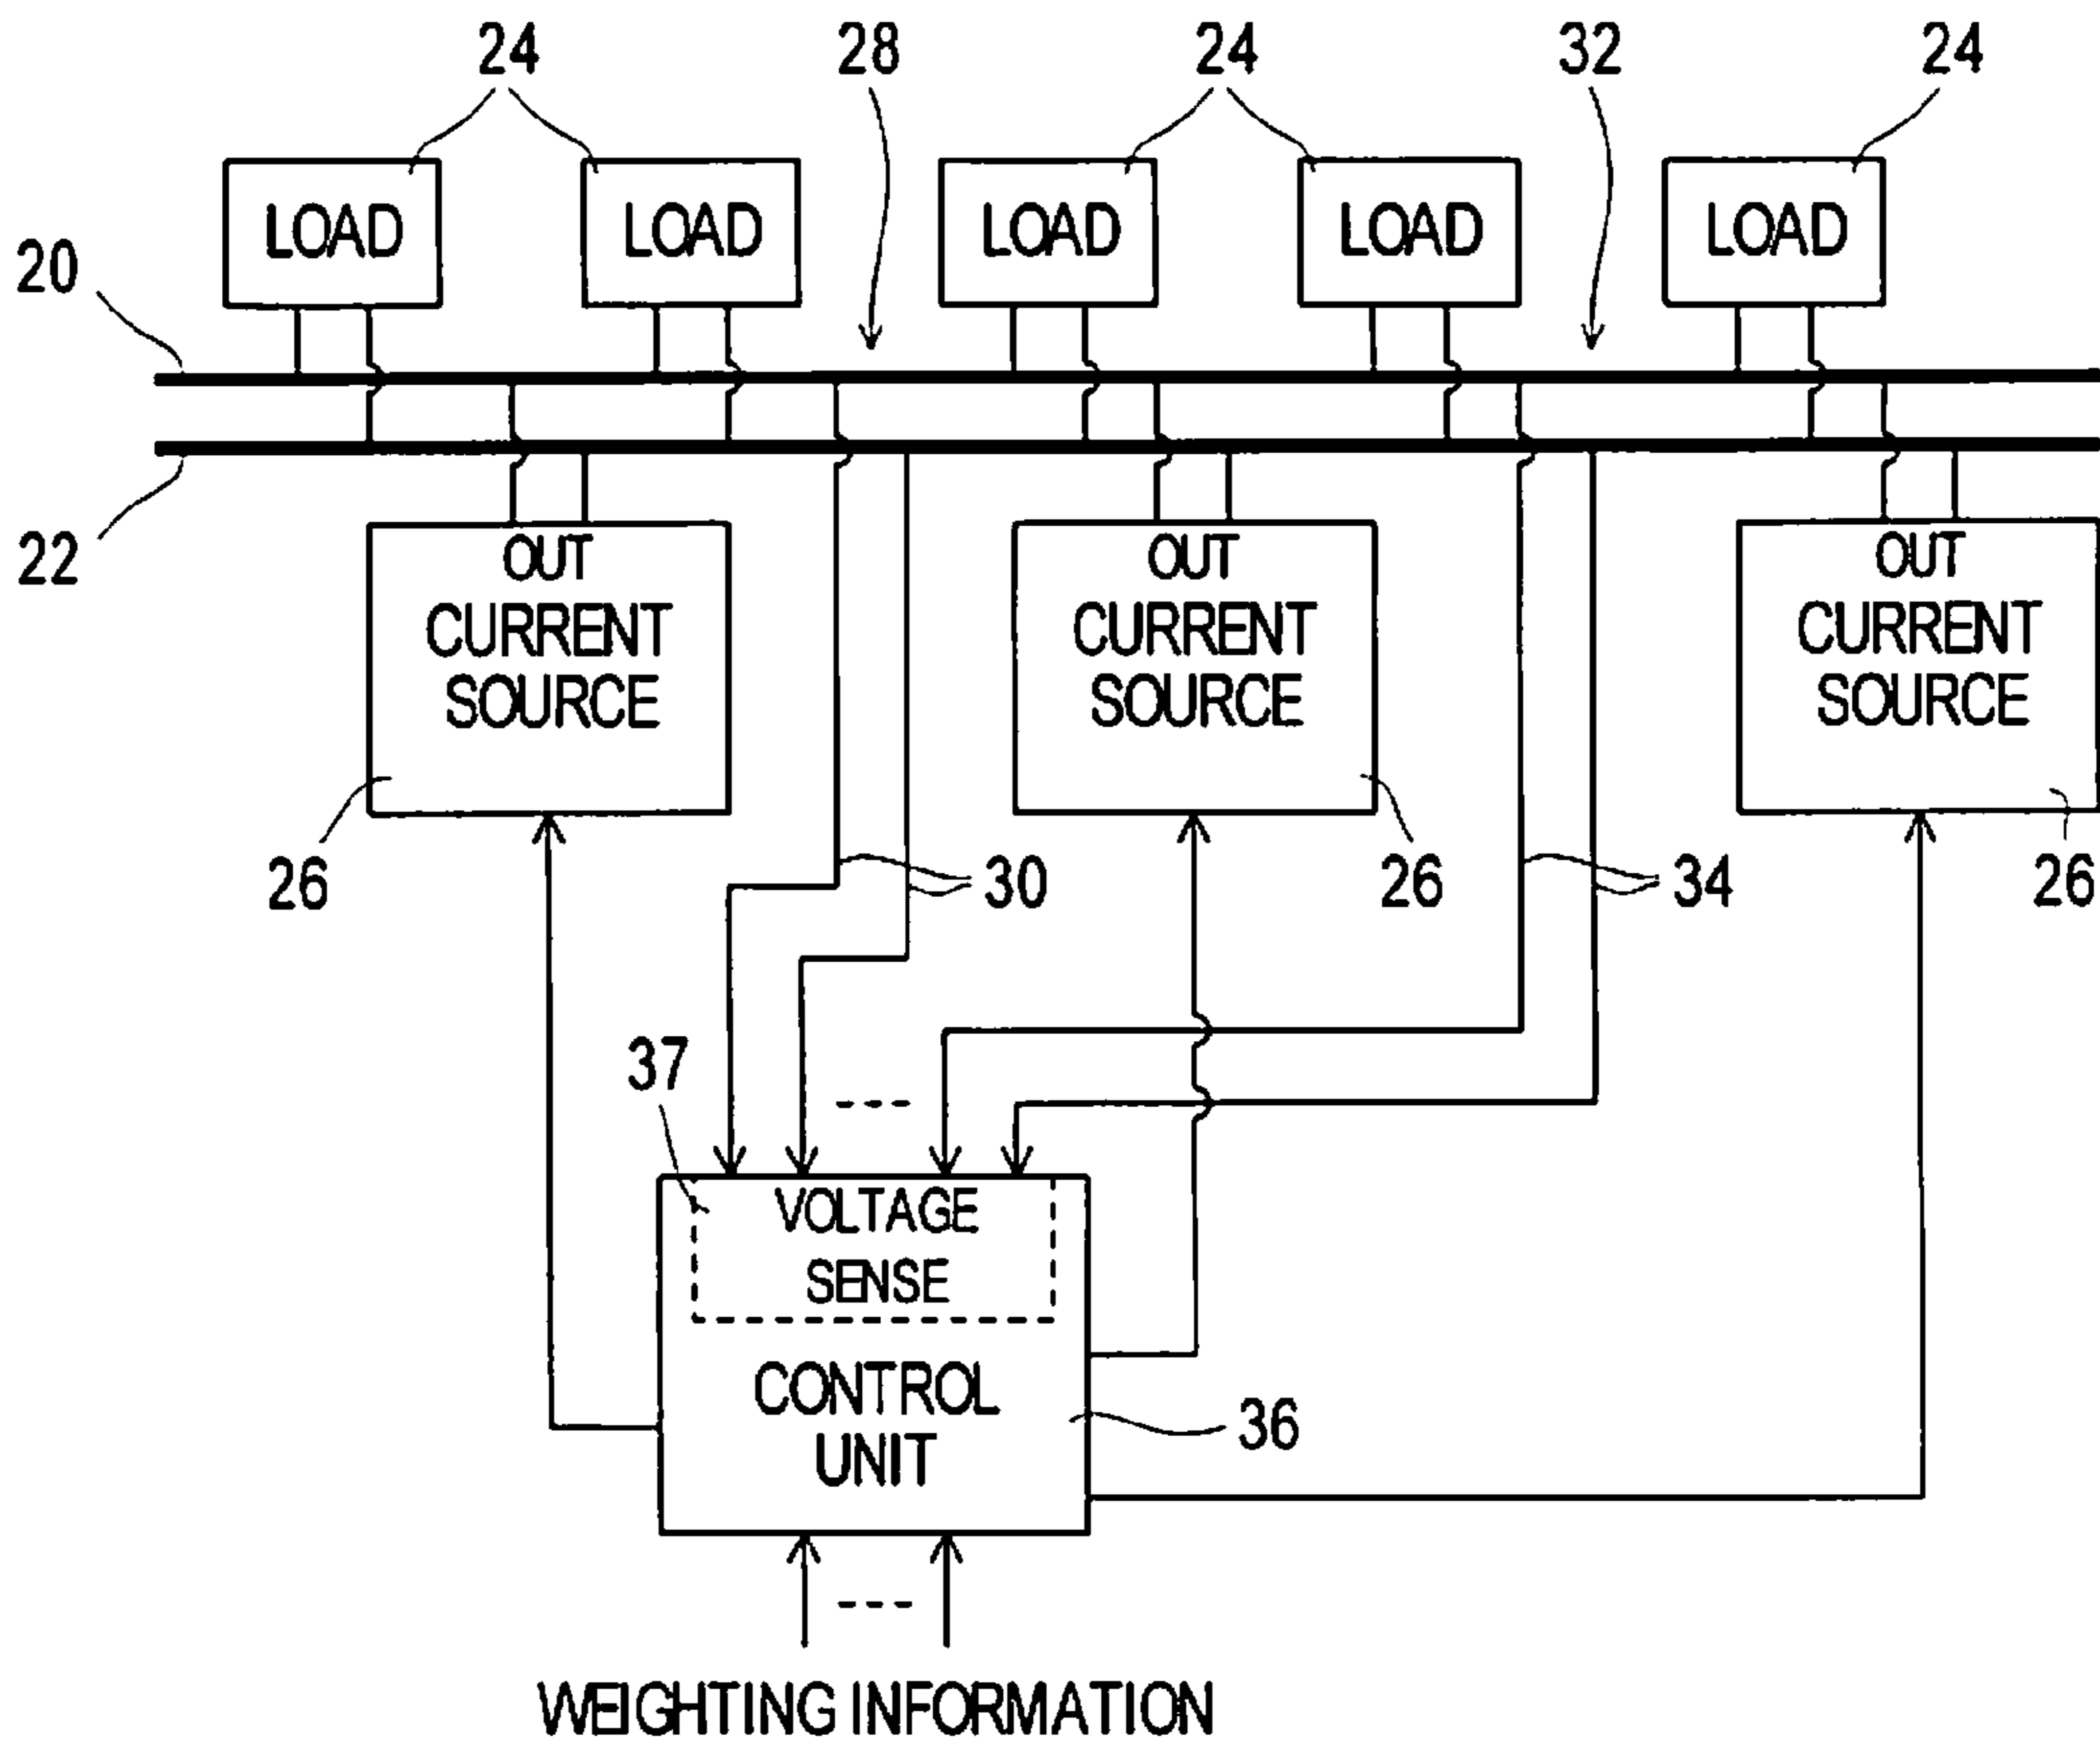 24 28 24 32 24
LOAD LOAD LOAD LOAD LOAD
20
22
OUT OUT OUT
CURRENT CURRENT CURRENT
SOURCE SOURCE SOURCE
26 30 26 34 26
37
VOLTAGE
SENSE
CONTROL
UNIT
36
WEIGHTING INFORMATION